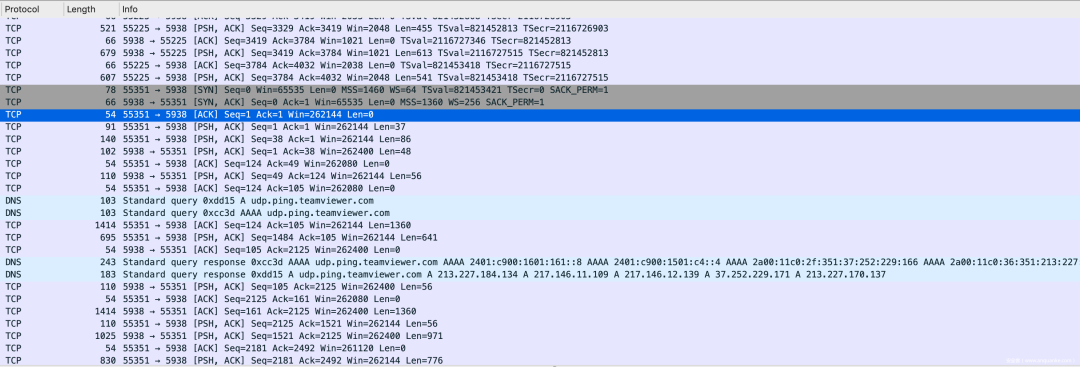 Protocol Length Info
TCP 521 55225 → 5938 [PSH, ACK] Seq=3329 Ack=3419 Win=2048 Len=455 TSval=821452813 TSecr=2116726903
TCP 66 5938 → 55225 [ACK] Seq=3419 Ack=3784 Win=1021 Len=0 TSval=2116727346 TSecr=821452813
TCP 679 5938 → 55225 [PSH, ACK] Seq=3419 Ack=3784 Win=1021 Len=613 TSval=2116727515 TSecr=821452813
TCP 66 55225 → 5938 [ACK] Seq=3784 Ack=4032 Win=2038 Len=0 TSval=821453418 TSecr=2116727515
TCP 607 55225 → 5938 [PSH, ACK] Seq=3784 Ack=4032 Win=2048 Len=541 TSval=821453418 TSecr=2116727515
TCP 78 55351 → 5938 [SYN] Seq=0 Win=65535 Len=0 MSS=1460 WS=64 TSval=821453421 TSecr=0 SACK_PERM=1
TCP 66 5938 → 55351 [SYN, ACK] Seq=0 Ack=1 Win=65535 Len=0 MSS=1360 WS=256 SACK_PERM=1
TCP 54 55351 → 5938 [ACK] Seq=1 Ack=1 Win=262144 Len=0
TCP 91 55351 → 5938 [PSH, ACK] Seq=1 Ack=1 Win=262144 Len=37
TCP 140 55351 → 5938 [PSH, ACK] Seq=38 Ack=1 Win=262144 Len=86
TCP 102 5938 → 55351 [PSH, ACK] Seq=1 Ack=38 Win=262400 Len=48
TCP 54 55351 → 5938 [ACK] Seq=124 Ack=49 Win=262080 Len=0
TCP 110 5938 → 55351 [PSH, ACK] Seq=49 Ack=124 Win=262144 Len=56
TCP 54 55351 → 5938 [ACK] Seq=124 Ack=105 Win=262080 Len=0
DNS 103 Standard query 0xdd15 A udp.ping.teamviewer.com
DNS 103 Standard query 0xcc3d AAAA udp.ping.teamviewer.com
TCP 1414 55351 → 5938 [ACK] Seq=124 Ack=105 Win=262144 Len=1360
TCP 695 55351 → 5938 [PSH, ACK] Seq=1484 Ack=105 Win=262144 Len=641
TCP 54 5938 → 55351 [ACK] Seq=105 Ack=2125 Win=262400 Len=0
DNS 243 Standard query response 0xcc3d AAAA udp.ping.teamviewer.com AAAA 2401:c900:1601:161::8 AAAA 2401:c900:1501:c4::4 AAAA 2a00:11c0:2f:351:37:252:229:166 AAAA 2a00:11c0:36:351:213:227
DNS 183 Standard query response 0xdd15 A udp.ping.teamviewer.com A 213.227.184.134 A 217.146.11.109 A 217.146.12.139 A 37.252.229.171 A 213.227.170.137
TCP 110 5938 → 55351 [PSH, ACK] Seq=105 Ack=2125 Win=262400 Len=56
TCP 54 55351 → 5938 [ACK] Seq=2125 Ack=161 Win=262080 Len=0
TCP 1414 5938 → 55351 [ACK] Seq=161 Ack=2125 Win=262400 Len=1360
TCP 110 55351 → 5938 [PSH, ACK] Seq=2125 Ack=1521 Win=262144 Len=56
TCP 1025 5938 → 55351 [PSH, ACK] Seq=1521 Ack=2125 Win=262400 Len=971
TCP 54 55351 → 5938 [ACK] Seq=2181 Ack=2492 Win=261120 Len=0
TCP 830 55351 → 5938 [PSH, ACK] Seq=2181 Ack=2492 Win=262144 Len=776